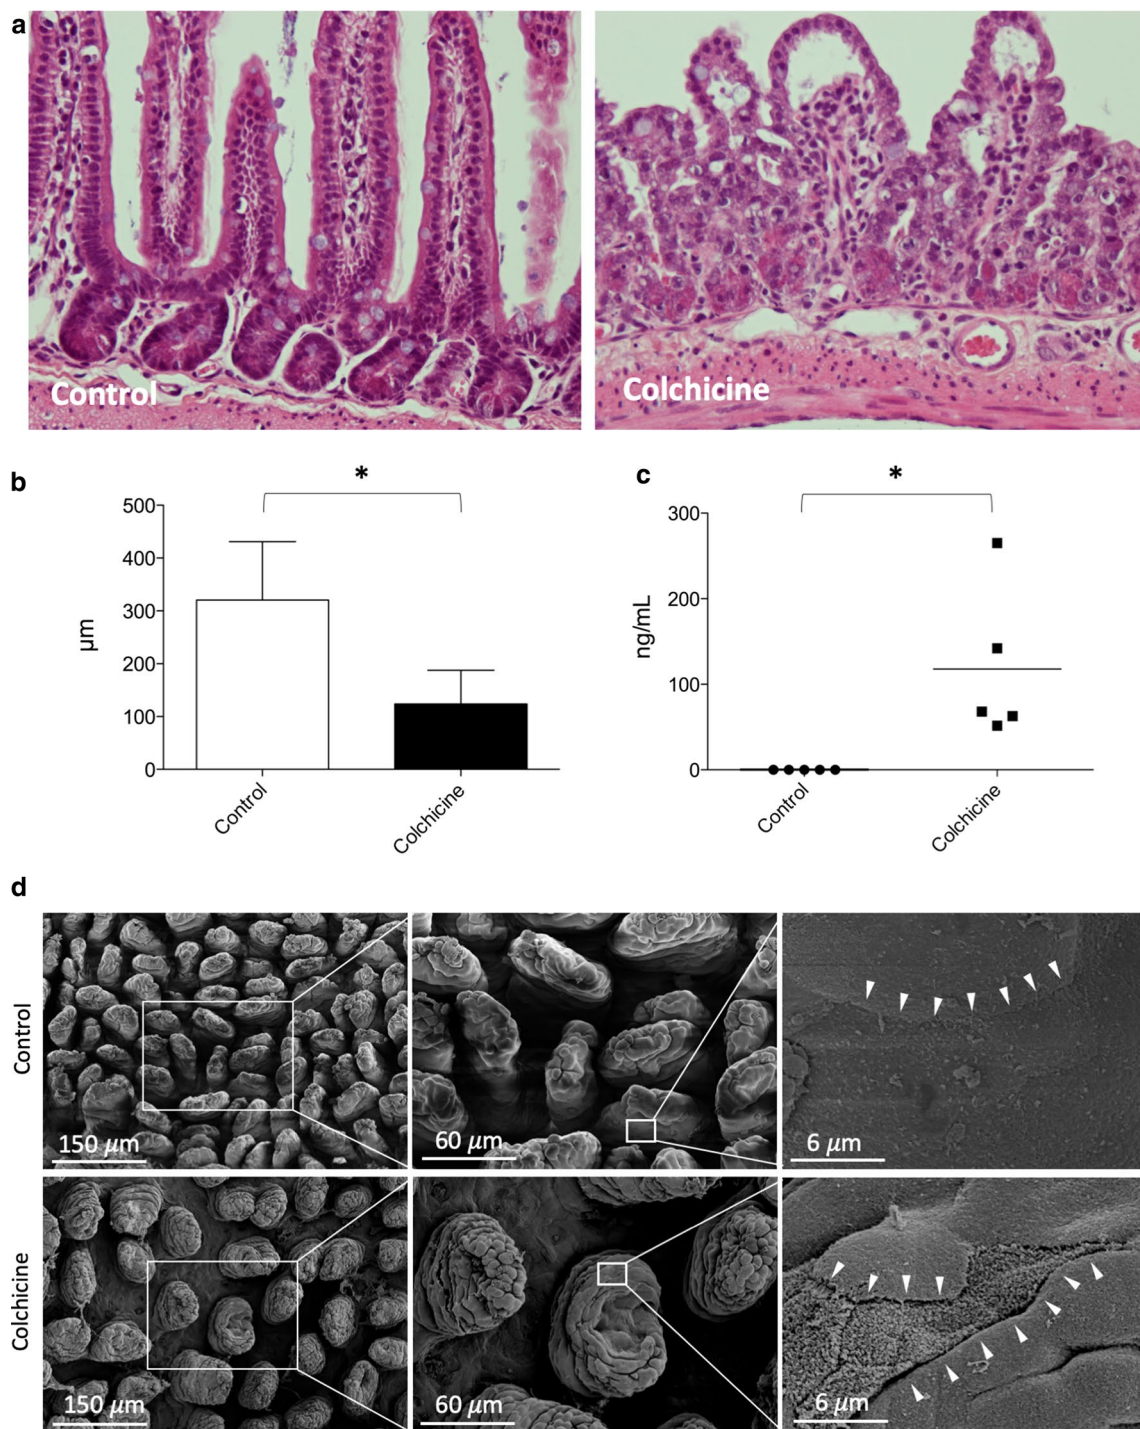 a
Control
Colchicine
b
*
500
400
300
200
100
0
µm
Control
Colchicine
c
*
300
200
100
0
ng/mL
Control
Colchicine
d
Control
150 µm
60 µm
6 µm
Colchicine
150 µm
60 µm
6 µm